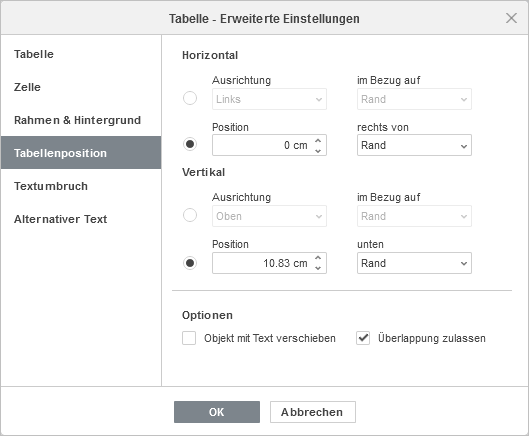 Tabelle - Erweiterte Einstellungen
Tabelle
Zelle
Rahmen & Hintergrund
Tabellenposition
Textumbruch
Alternativer Text
Horizontal
Ausrichtung im Bezug auf
Links Rand
Position rechts von
0 cm Rand
Vertikal
Ausrichtung im Bezug auf
Oben Rand
Position unten
10.83 cm Rand
Optionen
Objekt mit Text verschieben Überlappung zulassen
OK Abbrechen